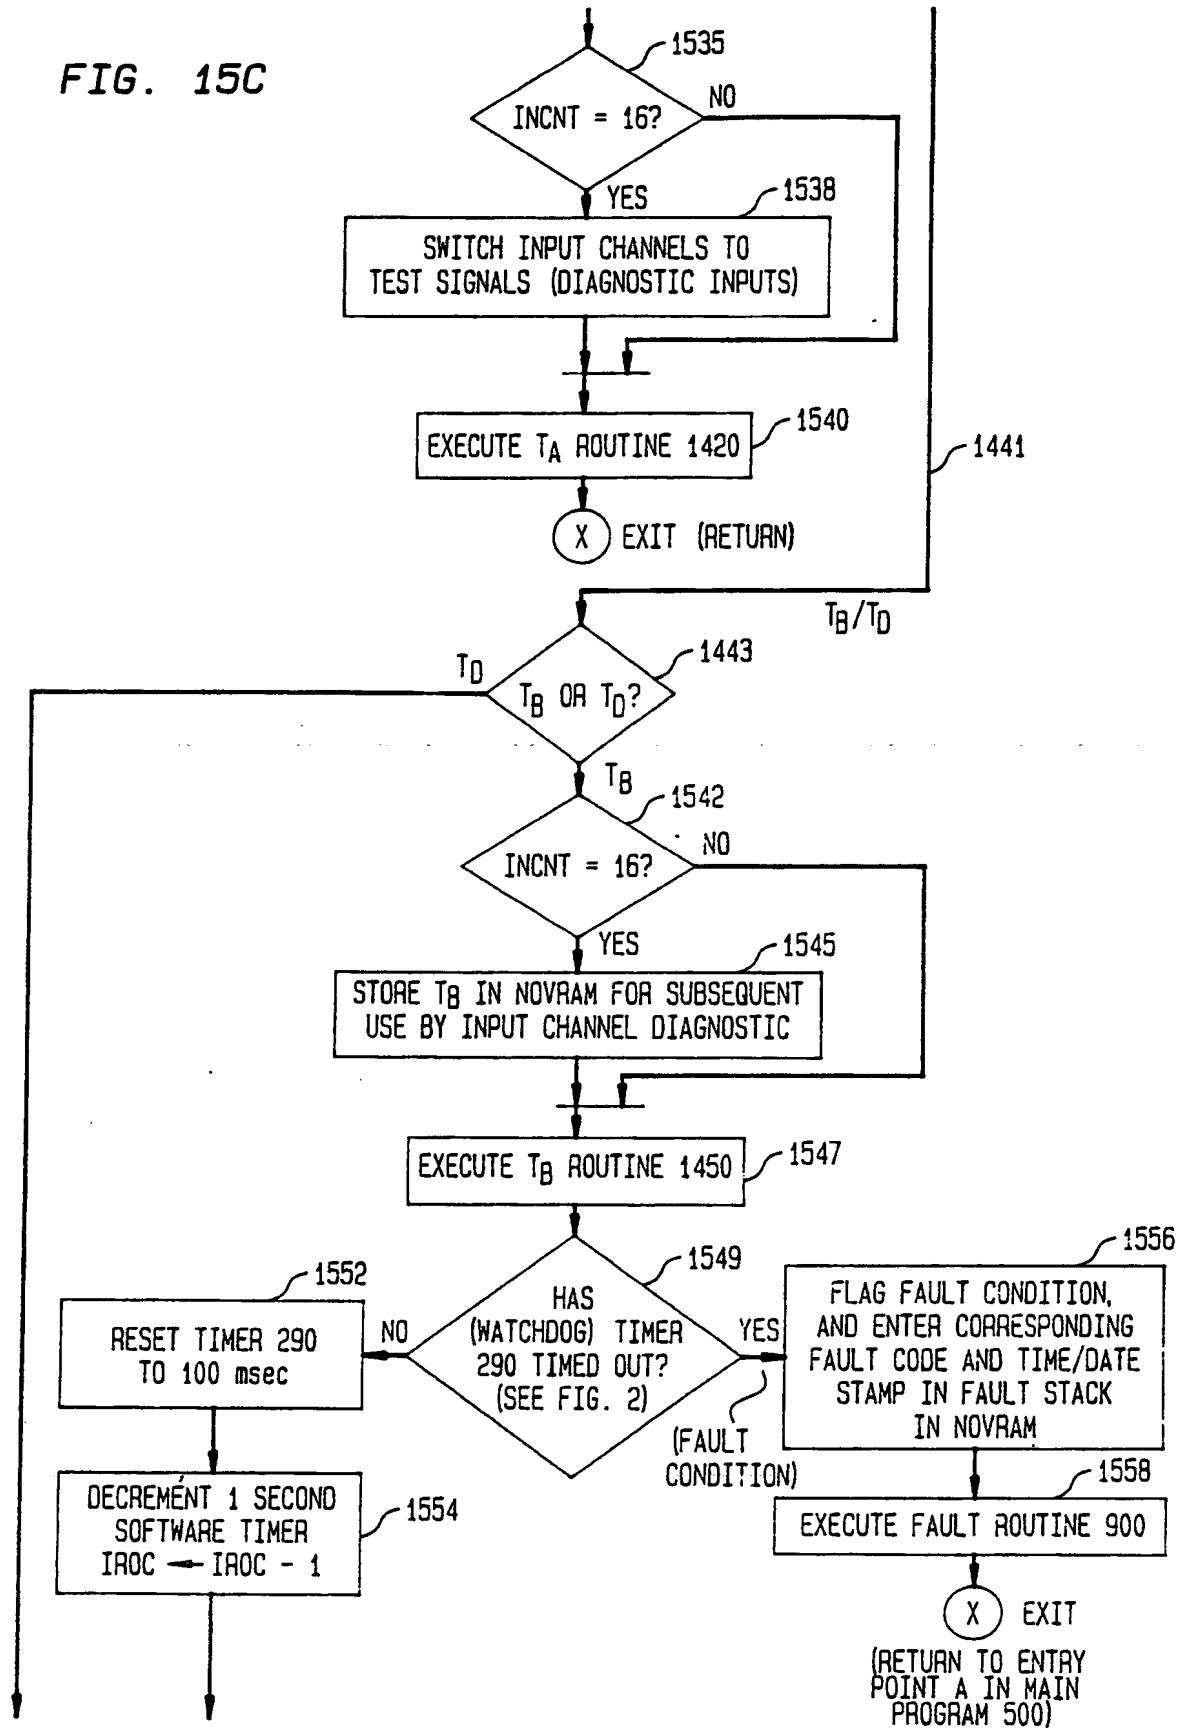 FIG. 15C
1535
INCNT = 16?
NO
YES
1538
SWITCH INPUT CHANNELS TO
TEST SIGNALS (DIAGNOSTIC INPUTS)
1540
EXECUTE TA ROUTINE 1420
1441
X EXIT (RETURN)
TB/TD
1443
TD
TB OR TD?
TB
1542
INCNT = 16?
NO
YES
1545
STORE TB IN NOVRAM FOR SUBSEQUENT
USE BY INPUT CHANNEL DIAGNOSTIC
1547
EXECUTE TB ROUTINE 1450
1549
HAS
(WATCHDOG) TIMER
290 TIMED OUT?
(SEE FIG. 2)
NO
1552
RESET TIMER 290
TO 100 msec
1554
DECREMENT 1 SECOND
SOFTWARE TIMER
IROC ← IROC - 1
YES
(FAULT
CONDITION)
1556
FLAG FAULT CONDITION,
AND ENTER CORRESPONDING
FAULT CODE AND TIME/DATE
STAMP IN FAULT STACK
IN NOVRAM
1558
EXECUTE FAULT ROUTINE 900
X EXIT
(RETURN TO ENTRY
POINT A IN MAIN
PROGRAM 500)